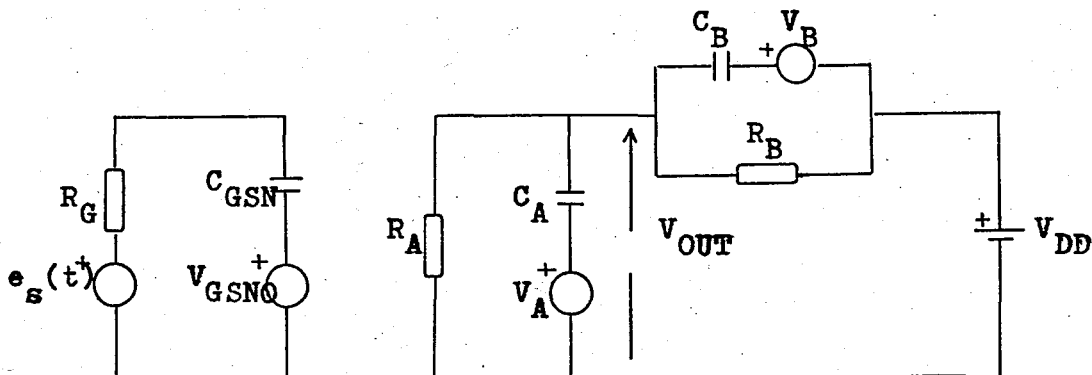 C_B
+
V_B
R_B
R_G
C_GSN
R_A
C_A
V_OUT
+
V_DD
e_s(t)
+
V_GSNO
+
V_A
+